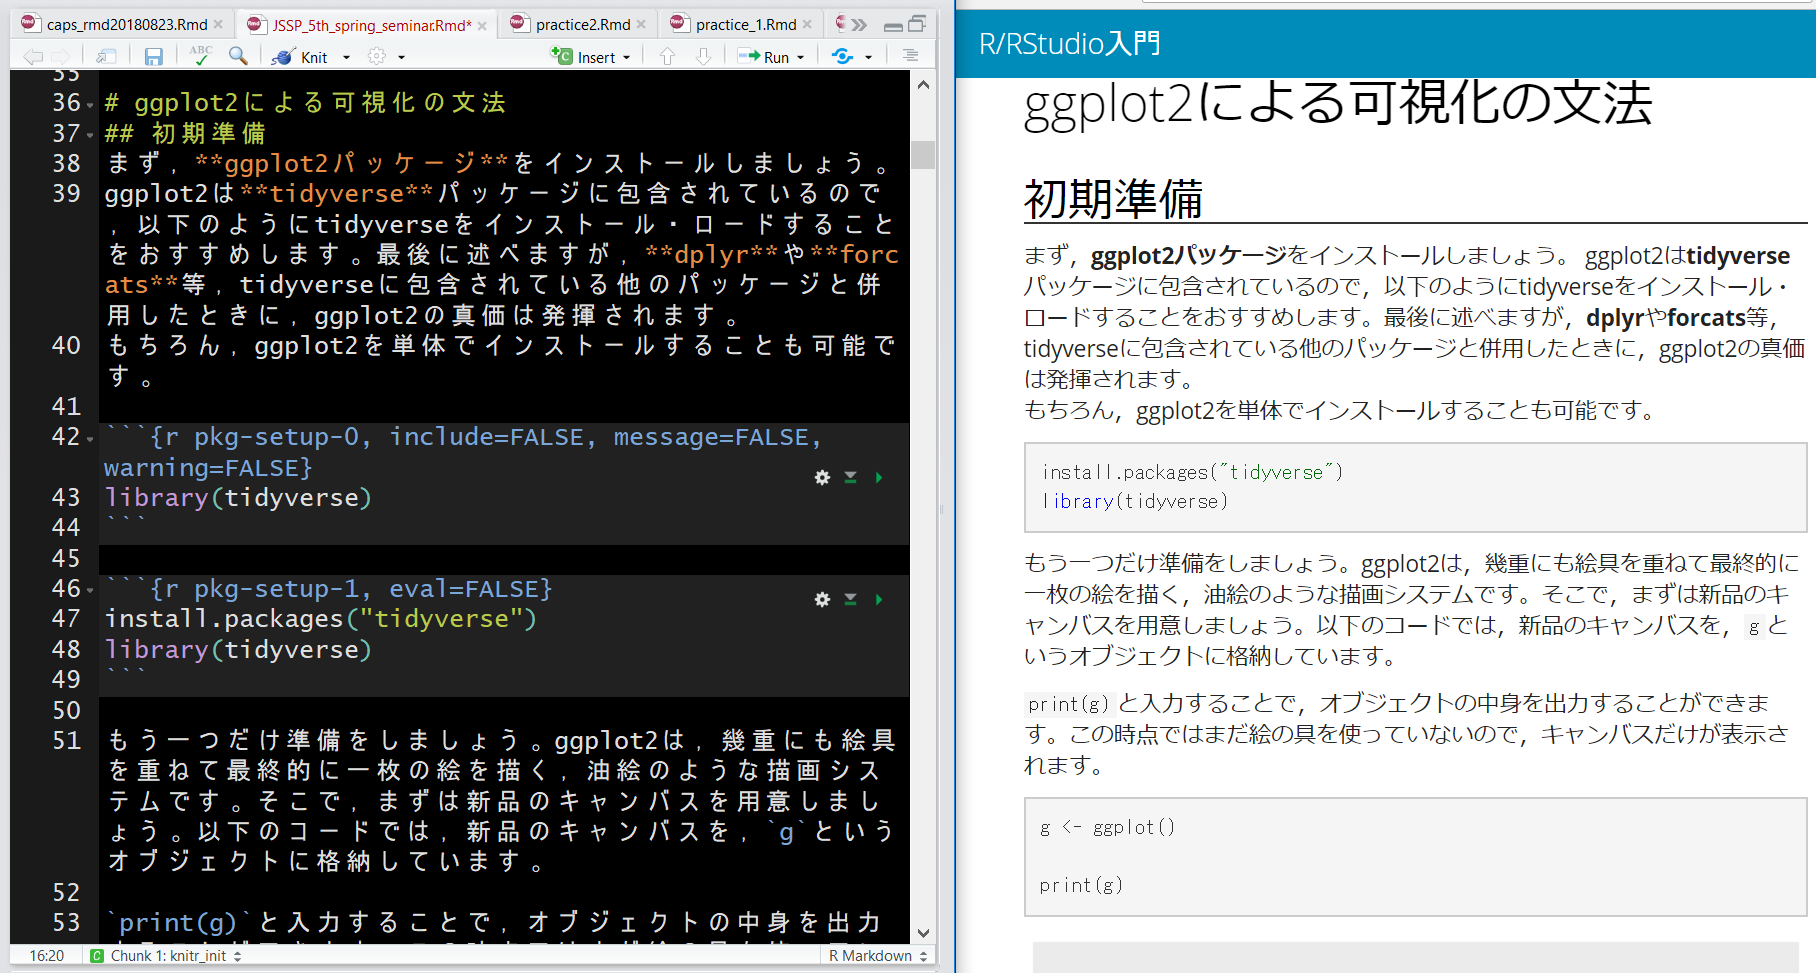 caps_rmd20180823.Rmd
JSSP_5th_spring_seminar.Rmd*
practice2.Rmd
practice_1.Rmd
ABC
Knit
Insert
Run
35
36 # ggplot2による可視化の文法
37 ## 初期準備
38 まず，**ggplot2パッケージ**をインストールしましょう。
39 ggplot2は**tidyverse**パッケージに包含されているので
，以下のようにtidyverseをインストール・ロードすること
をおすすめします。最後に述べますが，**dplyr**や**forc
ats**等，tidyverseに包含されている他のパッケージと併
用したときに，ggplot2の真価は発揮されます。
40 もちろん，ggplot2を単体でインストールすることも可能で
す。
41
42 ```{r pkg-setup-0, include=FALSE, message=FALSE,
warning=FALSE}
43 library(tidyverse)
44 ```
45
46 ```{r pkg-setup-1, eval=FALSE}
47 install.packages("tidyverse")
48 library(tidyverse)
49 ```
50
51 もう一つだけ準備をしましょう。ggplot2は，幾重にも絵具
を重ねて最終的に一枚の絵を描く，油絵のような描画シス
テムです。そこで，まずは新品のキャンバスを用意しまし
ょう。以下のコードでは，新品のキャンバスを，`g`という
オブジェクトに格納しています。
52
53 `print(g)`と入力することで，オブジェクトの中身を出力
16:20
Chunk 1: knitr_init
R Markdown
R/RStudio入門
ggplot2による可視化の文法
初期準備
まず，ggplot2パッケージをインストールしましょう。 ggplot2はtidyverse
パッケージに包含されているので，以下のようにtidyverseをインストール・
ロードすることをおすすめします。最後に述べますが，dplyrやforcats等，
tidyverseに包含されている他のパッケージと併用したときに，ggplot2の真価
は発揮されます。
もちろん，ggplot2を単体でインストールすることも可能です。
install.packages("tidyverse")
library(tidyverse)
もう一つだけ準備をしましょう。ggplot2は，幾重にも絵具を重ねて最終的に
一枚の絵を描く，油絵のような描画システムです。そこで，まずは新品のキ
ャンバスを用意しましょう。以下のコードでは，新品のキャンバスを， g と
いうオブジェクトに格納しています。
print(g) と入力することで，オブジェクトの中身を出力することができま
す。この時点ではまだ絵の具を使っていないので，キャンバスだけが表示さ
れます。
g <- ggplot()
print(g)